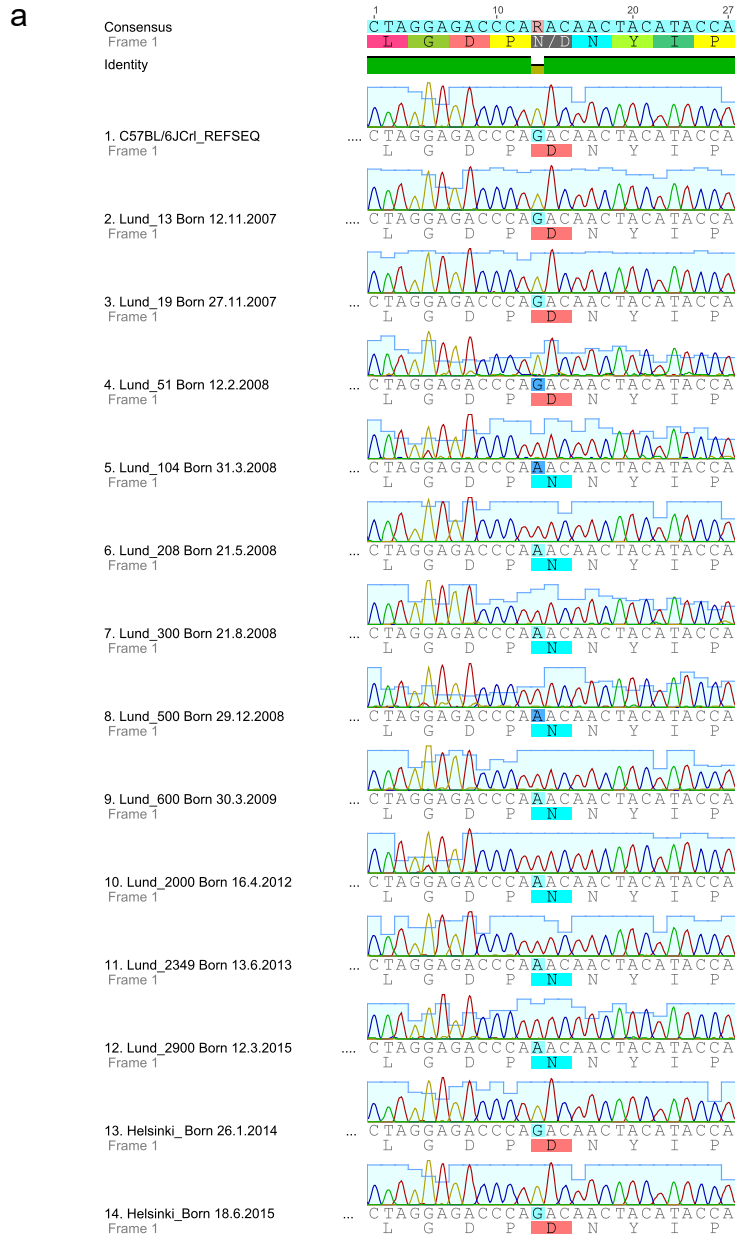 a
1 10 20 27
Consensus CTAGGAGACCCARACAACTACATACCA
Frame 1 L G D P N/D N Y I P
Identity
1. C57BL/6JCrl_REFSEQ .... CTAGGAGACCCAGACAACTACATACCA
Frame 1 L G D P D N Y I P
2. Lund_13 Born 12.11.2007 .... CTAGGAGACCCAGACAACTACATACCA
Frame 1 L G D P D N Y I P
3. Lund_19 Born 27.11.2007 ... CTAGGAGACCCAGACAACTACATACCA
Frame 1 L G D P D N Y I P
4. Lund_51 Born 12.2.2008 ... CTAGGAGACCCAGACAACTACATACCA
Frame 1 L G D P D N Y I P
5. Lund_104 Born 31.3.2008 ... CTAGGAGACCCAAACAACTACATACCA
Frame 1 L G D P N N Y I P
6. Lund_208 Born 21.5.2008 ... CTAGGAGACCCAAACAACTACATACCA
Frame 1 L G D P N N Y I P
7. Lund_300 Born 21.8.2008 ... CTAGGAGACCCAAACAACTACATACCA
Frame 1 L G D P N N Y I P
8. Lund_500 Born 29.12.2008 ... CTAGGAGACCCAAACAACTACATACCA
Frame 1 L G D P N N Y I P
9. Lund_600 Born 30.3.2009 ... CTAGGAGACCCAAACAACTACATACCA
Frame 1 L G D P N N Y I P
10. Lund_2000 Born 16.4.2012 ... CTAGGAGACCCAAACAACTACATACCA
Frame 1 L G D P N N Y I P
11. Lund_2349 Born 13.6.2013 ... CTAGGAGACCCAAACAACTACATACCA
Frame 1 L G D P N N Y I P
12. Lund_2900 Born 12.3.2015 .... CTAGGAGACCCAAACAACTACATACCA
Frame 1 L G D P N N Y I P
13. Helsinki_ Born 26.1.2014 ... CTAGGAGACCCAGACAACTACATACCA
Frame 1 L G D P D N Y I P
14. Helsinki_Born 18.6.2015 ... CTAGGAGACCCAGACAACTACATACCA
Frame 1 L G D P D N Y I P